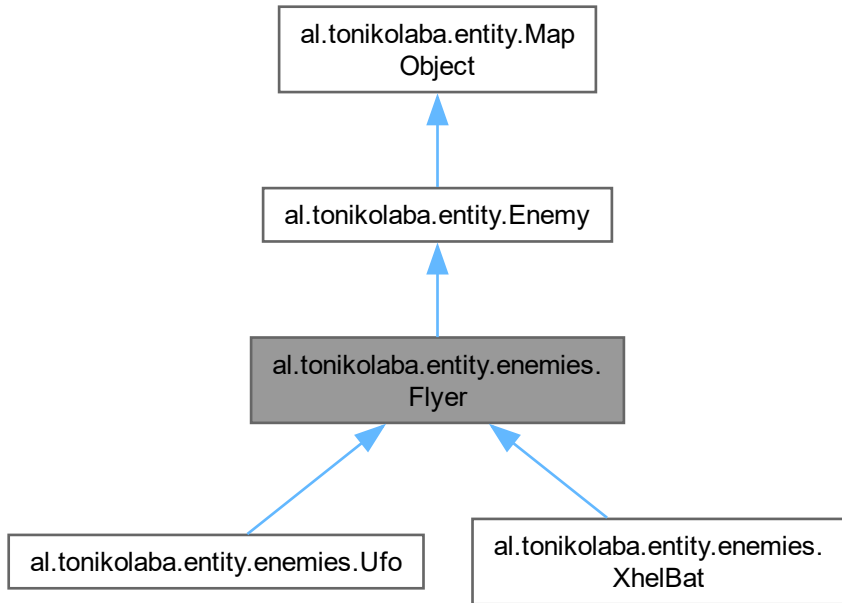 al.tonikolaba.entity.Map
Object
al.tonikolaba.entity.Enemy
al.tonikolaba.entity.enemies.
Flyer
al.tonikolaba.entity.enemies.Ufo
al.tonikolaba.entity.enemies.
XhelBat